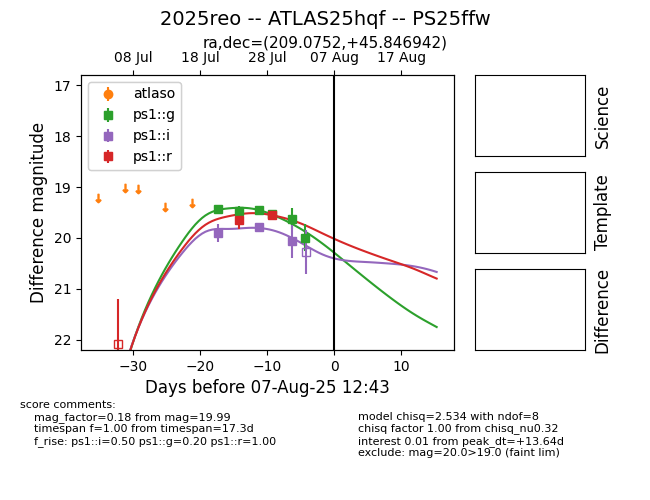 2025reo -- ATLAS25hqf -- PS25ffw
ra,dec=(209.0752,+45.846942)
08 Jul 18 Jul 28 Jul 07 Aug 17 Aug
17
18
19
20
21
22
Difference magnitude
atlaso
ps1::g
ps1::i
ps1::r
−30 −20 −10 0 10
Days before 07-Aug-25 12:43
Science
Template
Difference
score comments:
mag_factor=0.18 from mag=19.99
timespan f=1.00 from timespan=17.3d
f_rise: ps1::i=0.50 ps1::g=0.20 ps1::r=1.00
model chisq=2.534 with ndof=8
chisq factor 1.00 from chisq_nu0.32
interest 0.01 from peak_dt=+13.64d
exclude: mag=20.0>19.0 (faint lim)